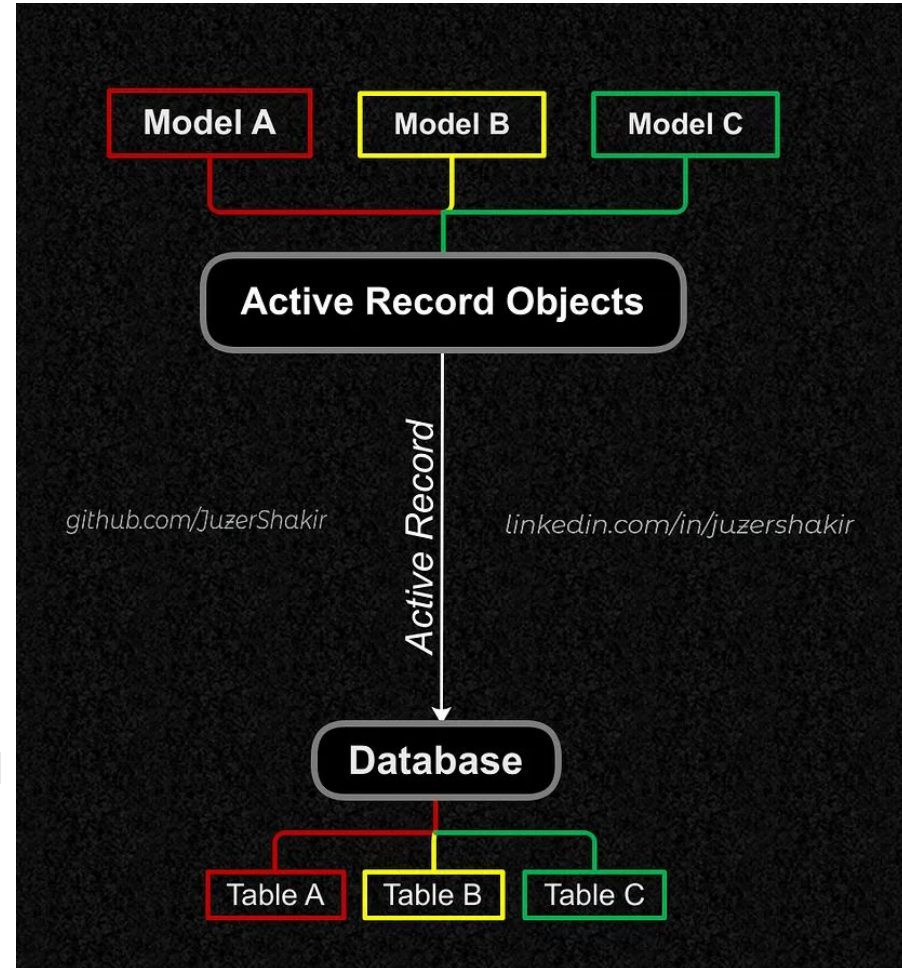 Model A
Model B
Model C
Active Record Objects
Active Record
github.com/JuzerShakir
linkedin.com/in/juzershakir
Database
Table A
Table B
Table C